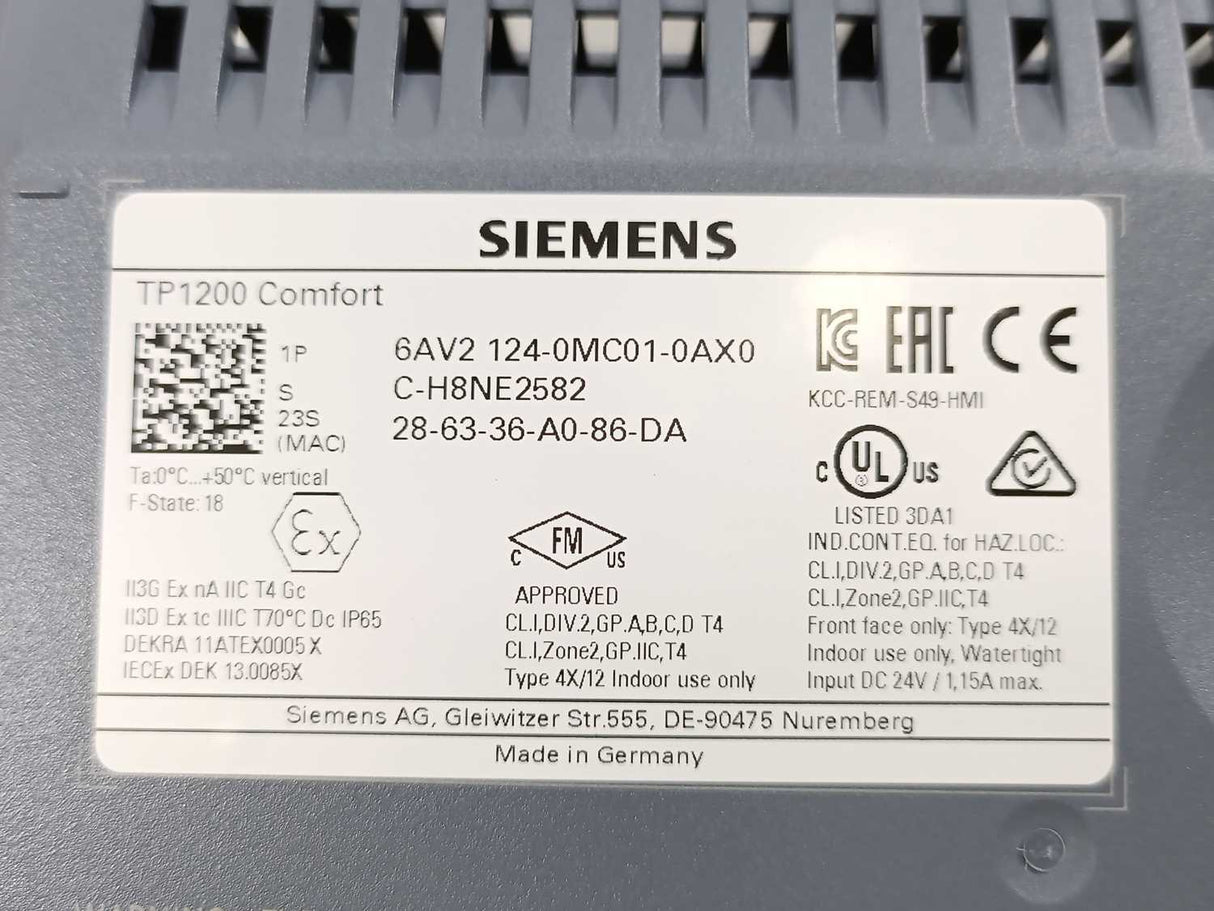 SIEMENS
TP1200 Comfort
1P 6AV2 124-0MC01-0AX0
S C-H8NE2582
23S
(MAC) 28-63-36-A0-86-DA
Ta:0°C...+50°C vertical
F-State: 18
Ex
II3G Ex nA IIC T4 Gc
II3D Ex tc IIIC T70°C Dc IP65
DEKRA 11ATEX0005 X
IECEx DEK 13.0085X
C FM US
APPROVED
CL.I,DIV.2,GP.A,B,C,D T4
CL.I,Zone2,GP.IIC,T4
Type 4X/12 Indoor use only
KC EAC CE
KCC-REM-S49-HMI
C UL US
LISTED 3DA1
IND.CONT.EQ. for HAZ.LOC.:
CL.I,DIV.2,GP.A,B,C,D T4
CL.I,Zone2,GP.IIC,T4
Front face only: Type 4X/12
Indoor use only, Watertight
Input DC 24V / 1,15A max.
Siemens AG, Gleiwitzer Str.555, DE-90475 Nuremberg
Made in Germany